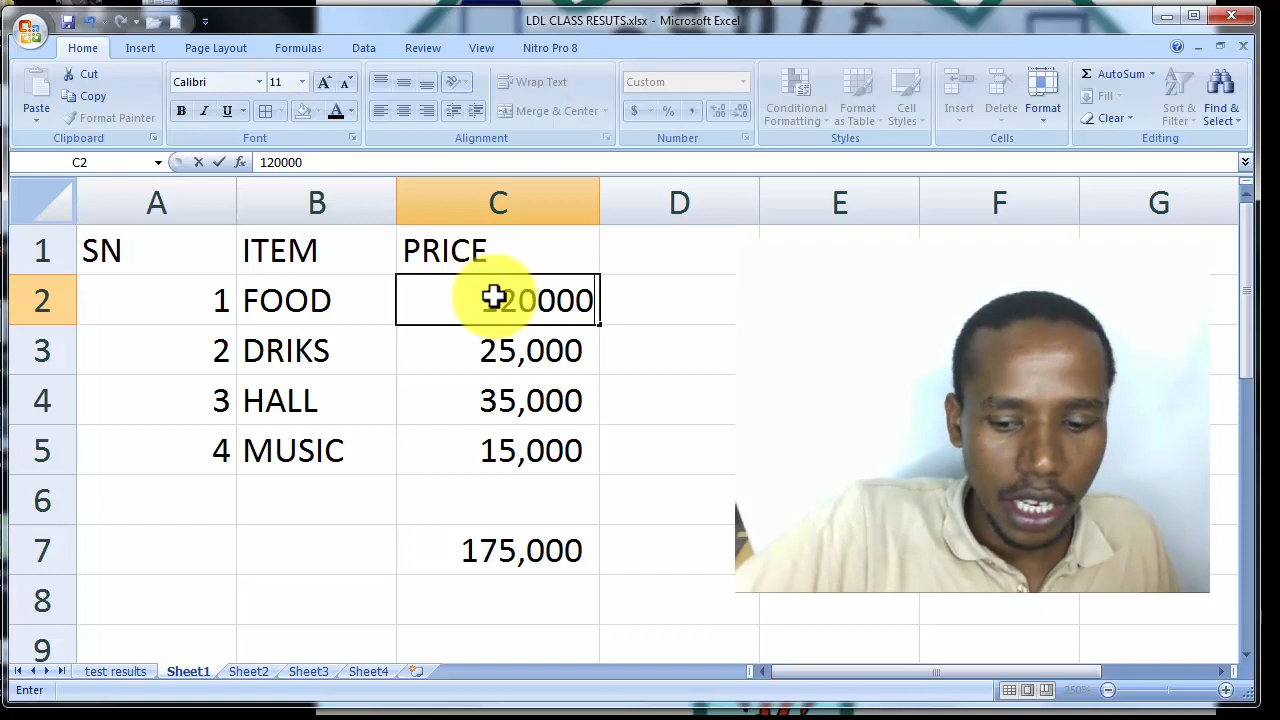 LDL CLASS RESUTS.xlsx - Microsoft Excel
Home Insert Page Layout Formulas Data Review View Nitro Pro 8
Paste Cut Copy Format Painter Clipboard
Calibri 11 B I U A Font
Wrap Text Merge & Center Alignment
Custom $ % , Number
Conditional Formatting Format as Table Cell Styles Styles
Insert Delete Format Cells
Σ AutoSum Fill Clear Sort & Filter Find & Select Editing
C2 fx 120000
A B C D E F G
1 SN ITEM PRICE
2 1 FOOD 120000
3 2 DRIKS 25,000
4 3 HALL 35,000
5 4 MUSIC 15,000
6
7 175,000
8
9
test results Sheet1 Sheet2 Sheet3 Sheet4
Enter 250%